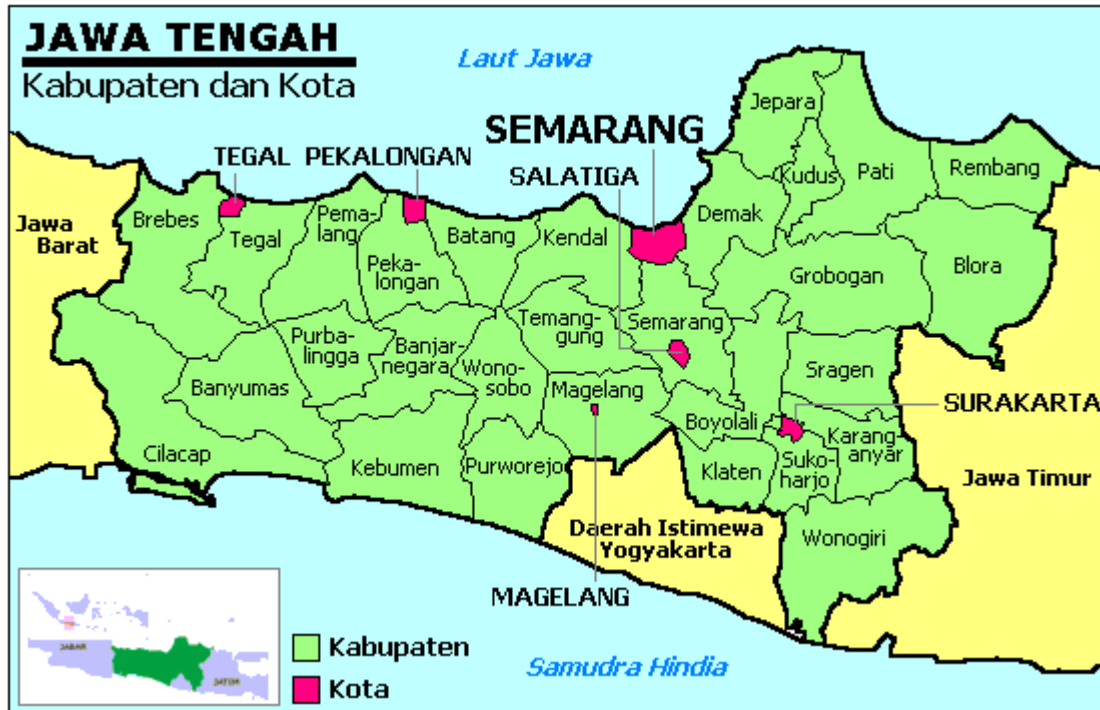 JAWA TENGAH
Kabupaten dan Kota
Laut Jawa
Jepara
SEMARANG
TEGAL PEKALONGAN
SALATIGA
Kudus
Pati
Rembang
Jawa
Barat
Brebes
Tegal
Pema-
lang
Peka-
longan
Batang
Kendal
Demak
Grobogan
Blora
Temang-
gung
Semarang
Purba-
lingga
Banjar-
negara
Wono-
sobo
Magelang
Sragen
Banyumas
Boyolali
SURAKARTA
Karang-
anyar
Cilacap
Kebumen
Purworejo
Klaten
Suko-
harjo
Jawa Timur
Daerah Istimewa
Yogyakarta
Wonogiri
MAGELANG
JABAR
JATIM
Kabupaten
Kota
Samudra Hindia